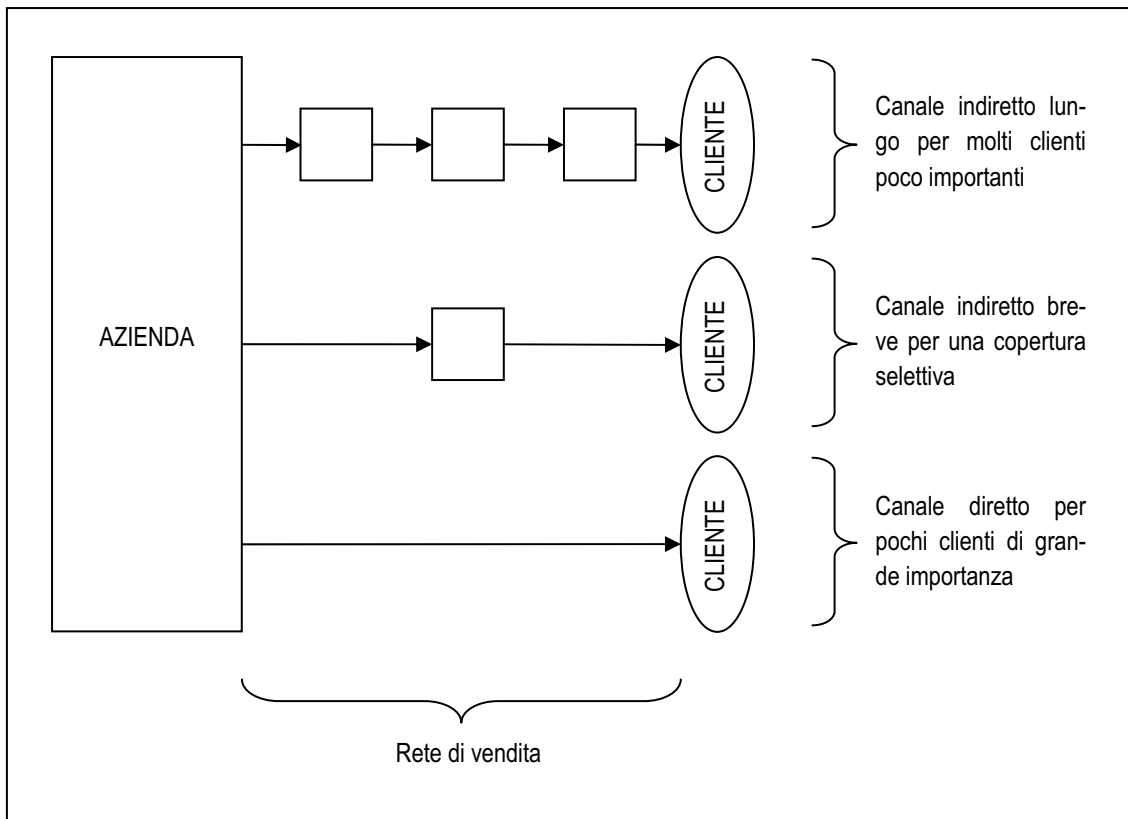 CLIENTE
Canale indiretto lun-
go per molti clienti
poco importanti
AZIENDA
CLIENTE
Canale indiretto bre-
ve per una copertura
selettiva
CLIENTE
Canale diretto per
pochi clienti di gran-
de importanza
Rete di vendita